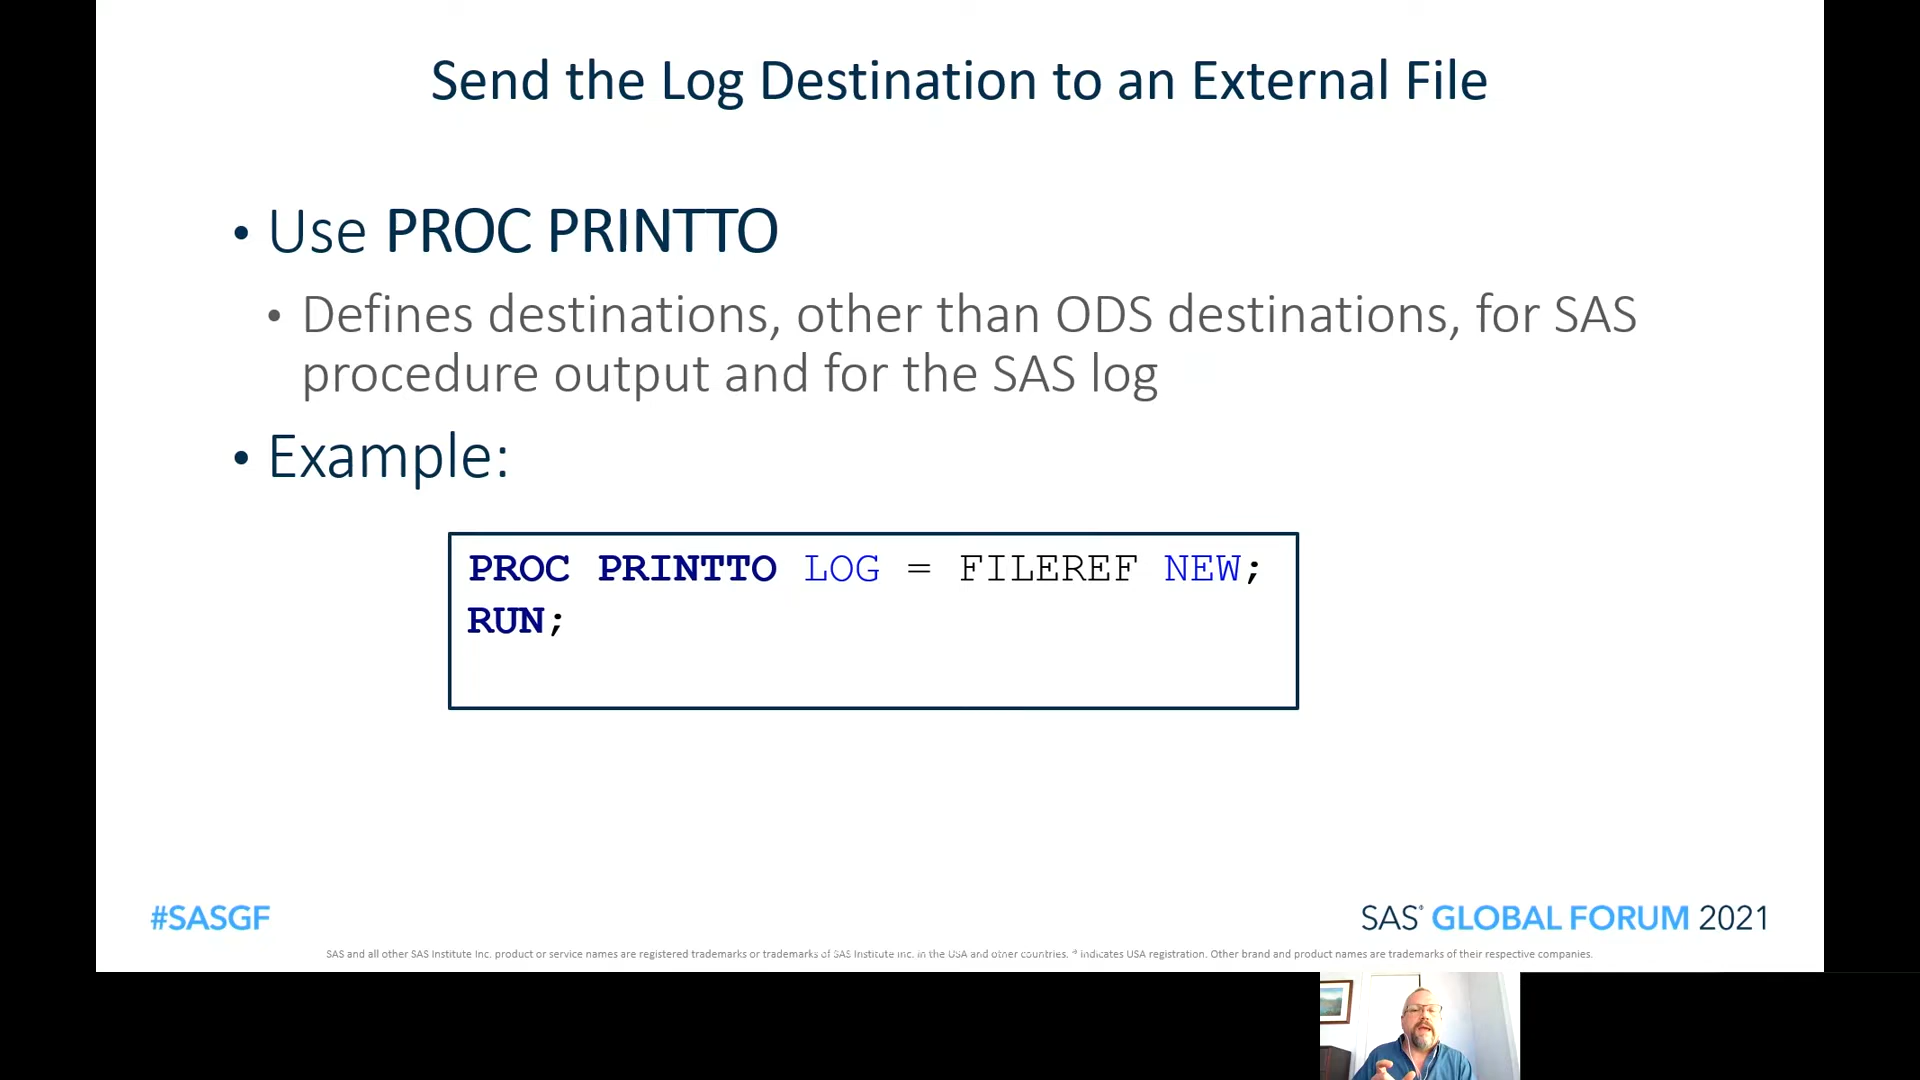 Send the Log Destination to an External File
• Use PROC PRINTTO
• Defines destinations, other than ODS destinations, for SAS
procedure output and for the SAS log
• Example:
PROC PRINTTO LOG = FILEREF NEW;
RUN;
#SASGF
SAS® GLOBAL FORUM 2021
SAS and all other SAS Institute Inc. product or service names are registered trademarks or trademarks of SAS Institute Inc. in the USA and other countries. ® indicates USA registration. Other brand and product names are trademarks of their respective companies.